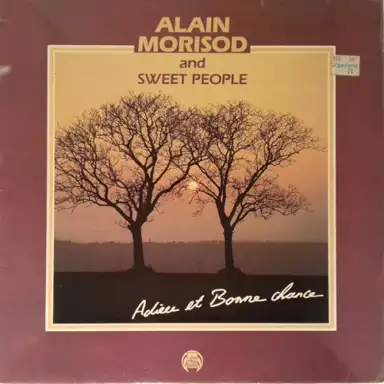 ALAIN
MORISOD
and
SWEET PEOPLE
Adieu et Bonne chance